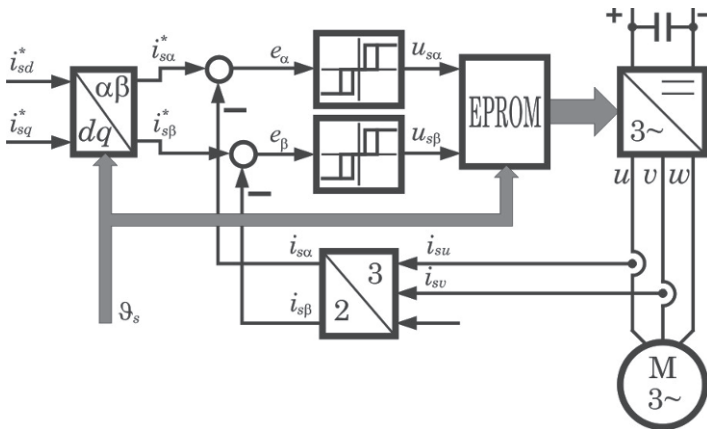 + −
i*sd i*sα eα usα
αβ
dq
i*sq i*sβ eβ usβ
− −
EPROM
3~
u v w
isα isu
3
isβ isv
2
ϑs
M
3~